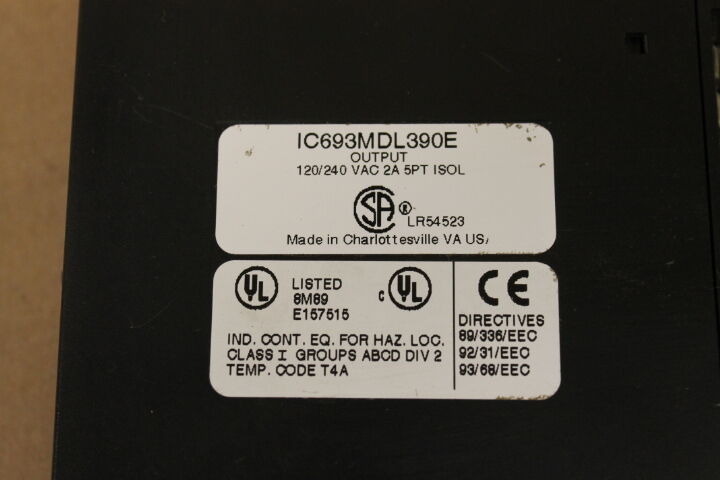 IC693MDL390E
OUTPUT
120/240 VAC 2A 5PT ISOL
SA ® LR54523
Made in Charlottesville VA USA
UL LISTED
8M89
E157515
C UL
IND. CONT. EQ. FOR HAZ. LOC.
CLASS I GROUPS ABCD DIV 2
TEMP. CODE T4A
CE
DIRECTIVES
89/336/EEC
92/31/EEC
93/68/EEC